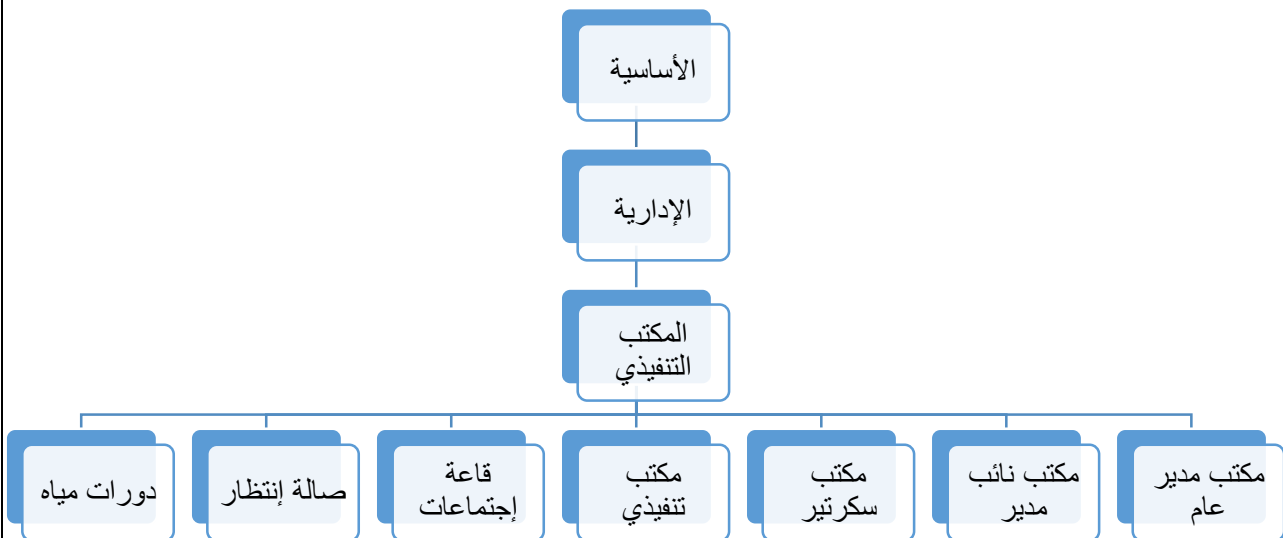 الأساسية
الإدارية
المكتب
التنفيذي
مكتب مدير
عام
مكتب نائب
مدير
مكتب
سكرتير
مكتب
تنفيذي
قاعة
إجتماعات
صالة إنتظار
دورات مياه